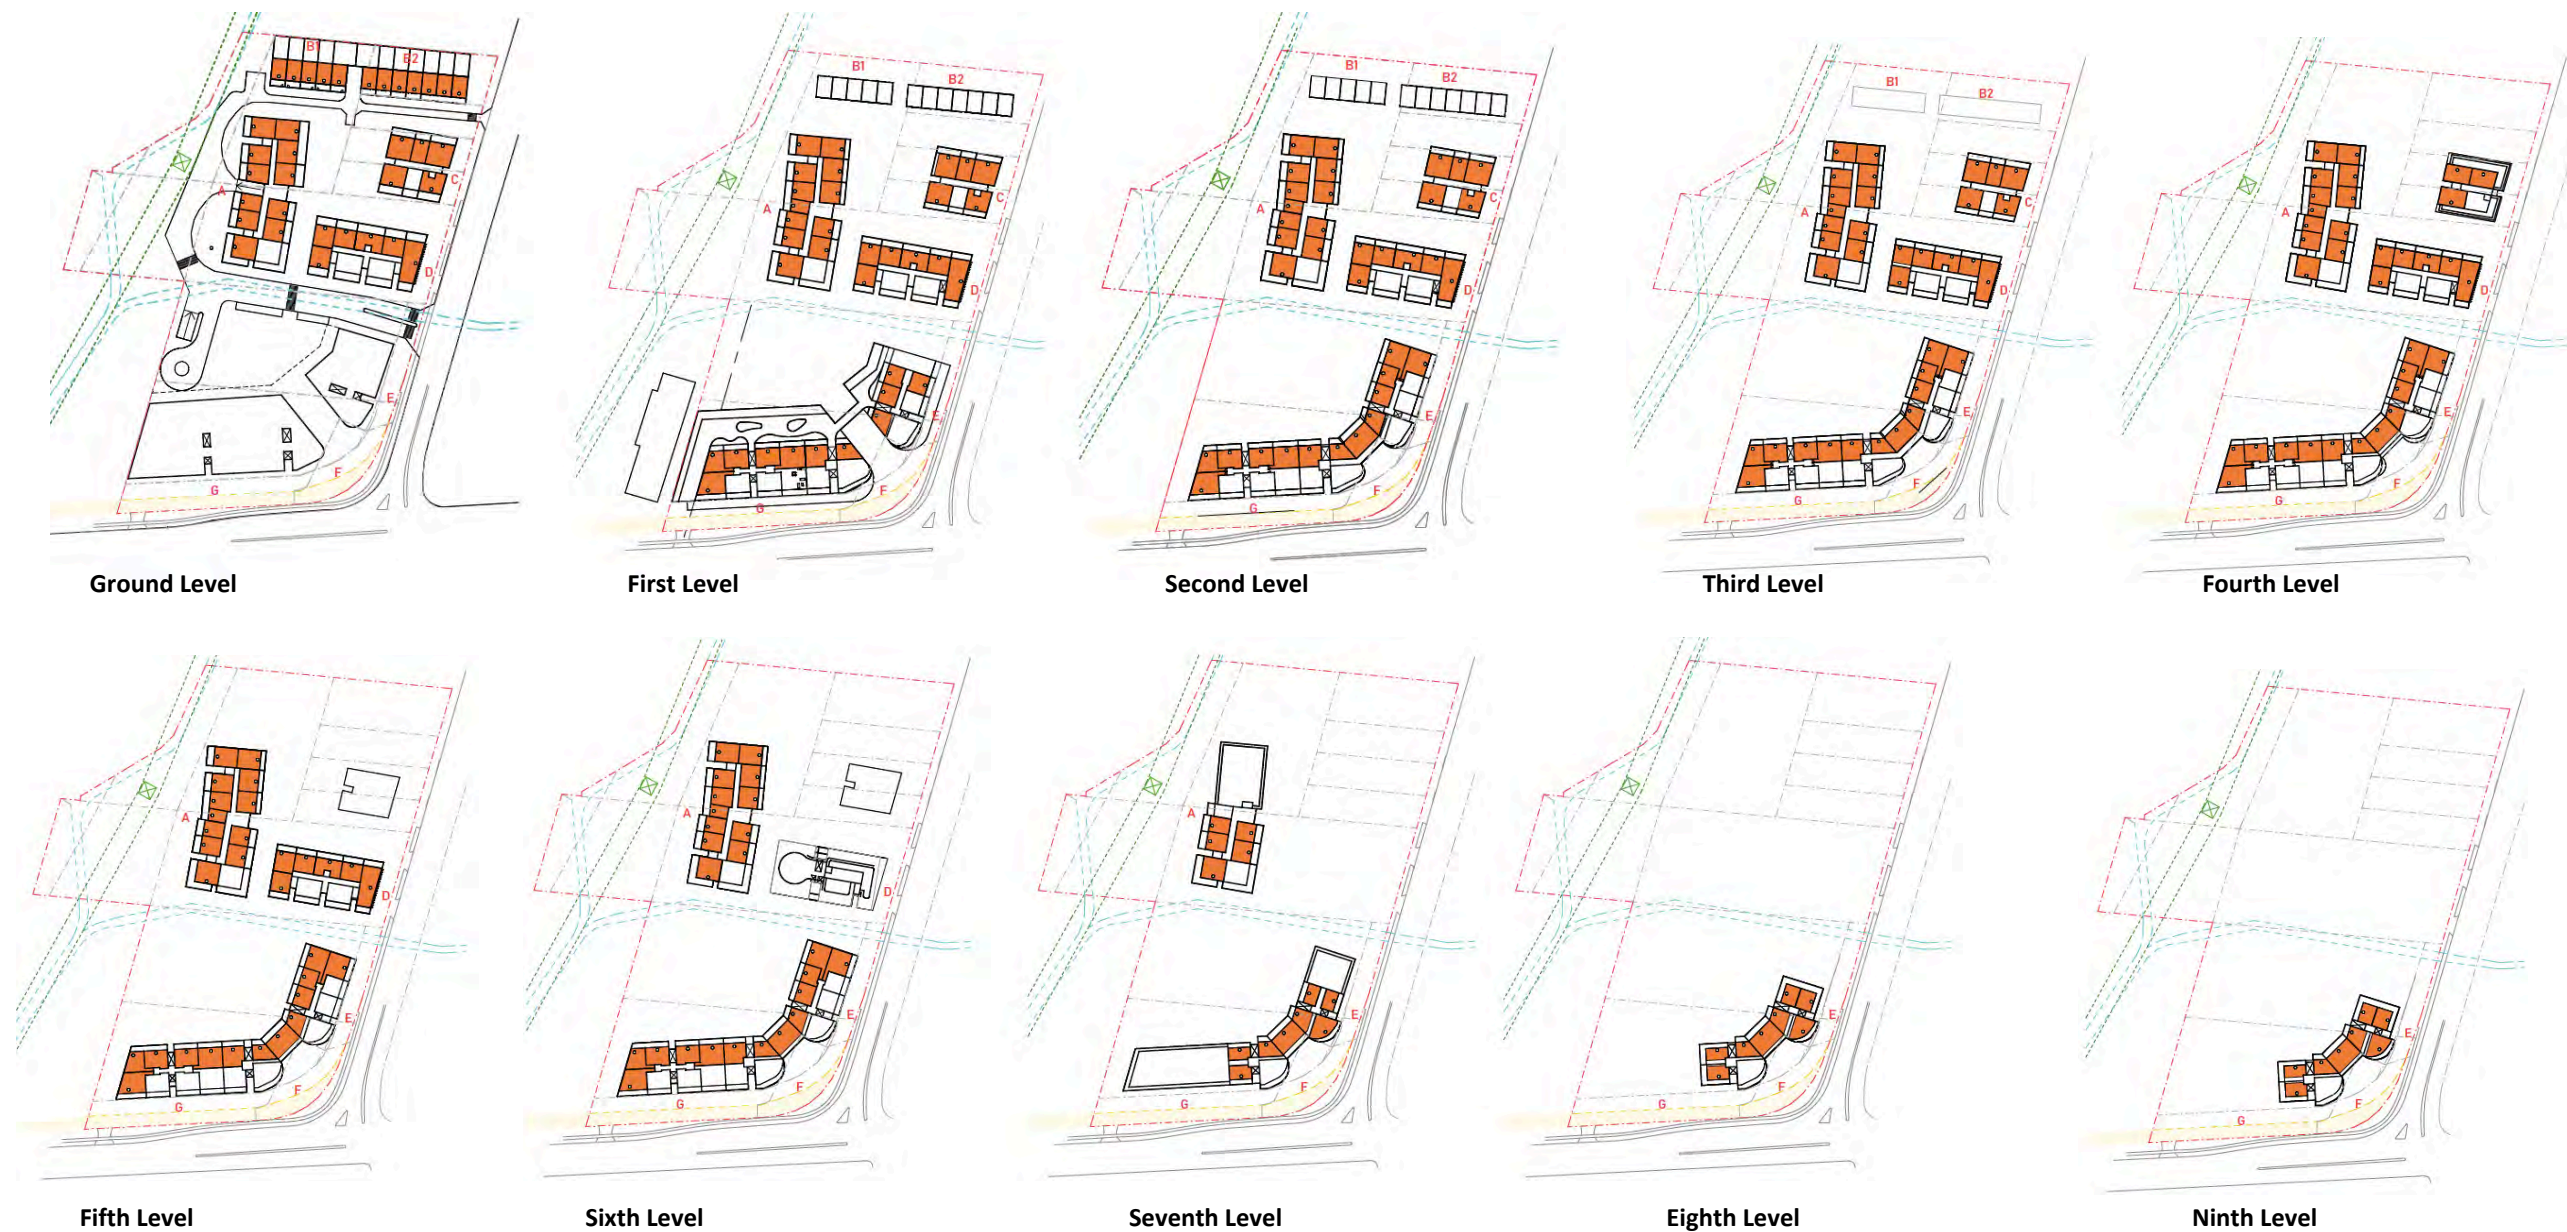 B1
B2
A
C
D
E
F
G
Ground Level
B1
B2
A
C
D
E
F
G
First Level
B1
B2
A
C
D
E
F
G
Second Level
B1
B2
A
C
D
E
F
G
Third Level
A
D
E
F
G
Fourth Level
A
D
E
F
G
Fifth Level
A
D
E
F
G
Sixth Level
A
E
F
G
Seventh Level
E
F
G
Eighth Level
E
F
G
Ninth Level